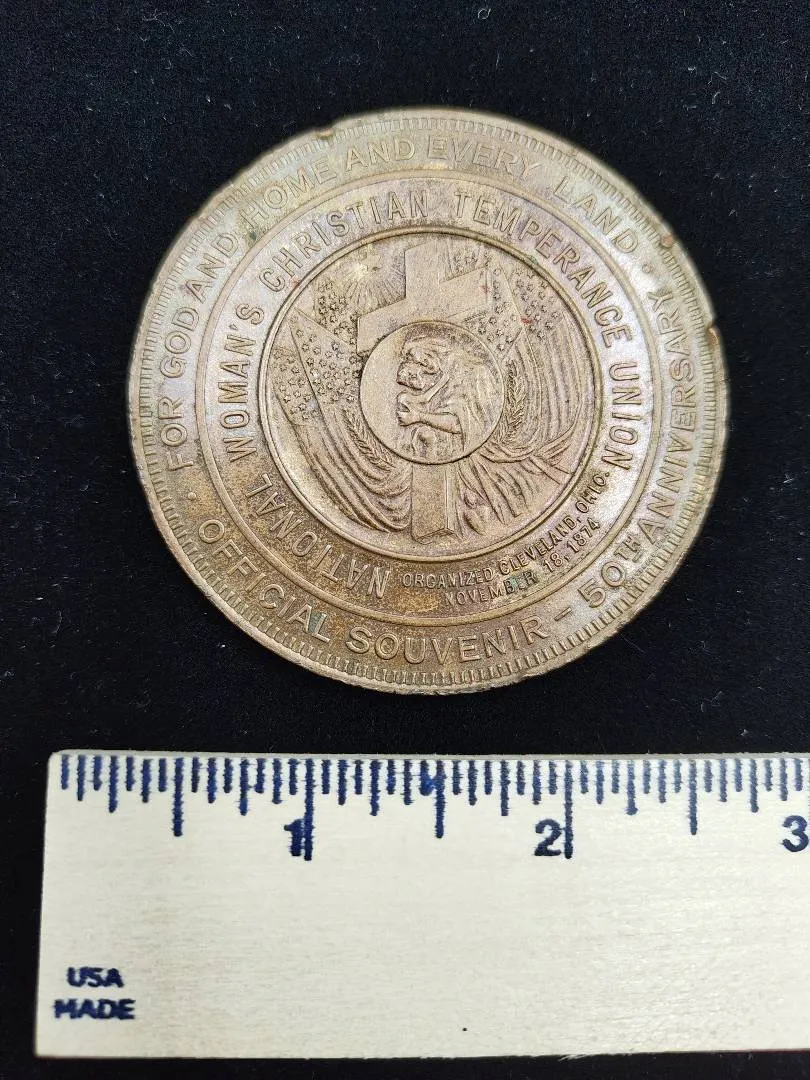 · FOR GOD AND HOME AND EVERY LAND ·
OFFICIAL SOUVENIR – 50TH ANNIVERSARY
NATIONAL WOMAN'S CHRISTIAN TEMPERANCE UNION
ORGANIZED CLEVELAND, OHIO.
NOVEMBER 18, 1874
1 2 3
USA
MADE